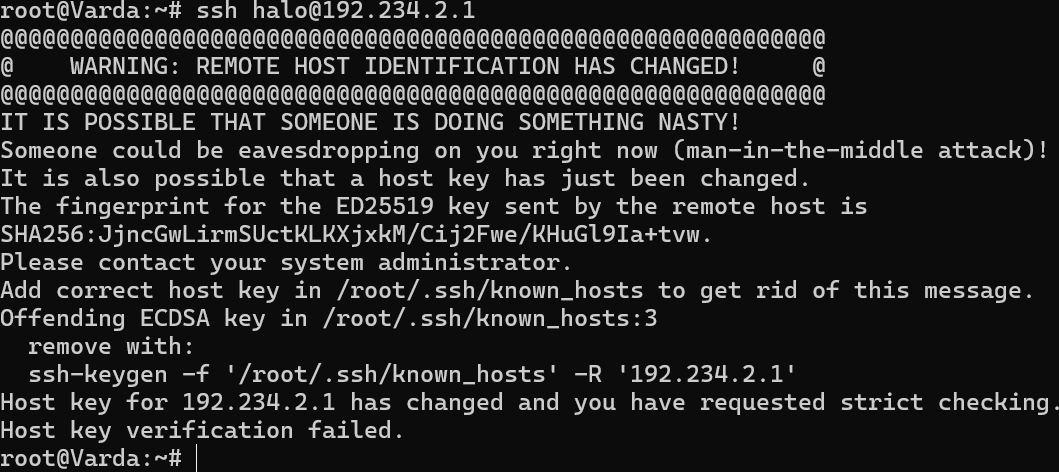 root@Varda:~# ssh halo@192.234.2.1
@@@@@@@@@@@@@@@@@@@@@@@@@@@@@@@@@@@@@@@@@@@@@@@@@@@@@@@@@@@
@    WARNING: REMOTE HOST IDENTIFICATION HAS CHANGED!     @
@@@@@@@@@@@@@@@@@@@@@@@@@@@@@@@@@@@@@@@@@@@@@@@@@@@@@@@@@@@
IT IS POSSIBLE THAT SOMEONE IS DOING SOMETHING NASTY!
Someone could be eavesdropping on you right now (man-in-the-middle attack)!
It is also possible that a host key has just been changed.
The fingerprint for the ED25519 key sent by the remote host is
SHA256:JjncGwLirmSUctKLKXjxkM/Cij2Fwe/KHuGl9Ia+tvw.
Please contact your system administrator.
Add correct host key in /root/.ssh/known_hosts to get rid of this message.
Offending ECDSA key in /root/.ssh/known_hosts:3
  remove with:
  ssh-keygen -f '/root/.ssh/known_hosts' -R '192.234.2.1'
Host key for 192.234.2.1 has changed and you have requested strict checking.
Host key verification failed.
root@Varda:~#